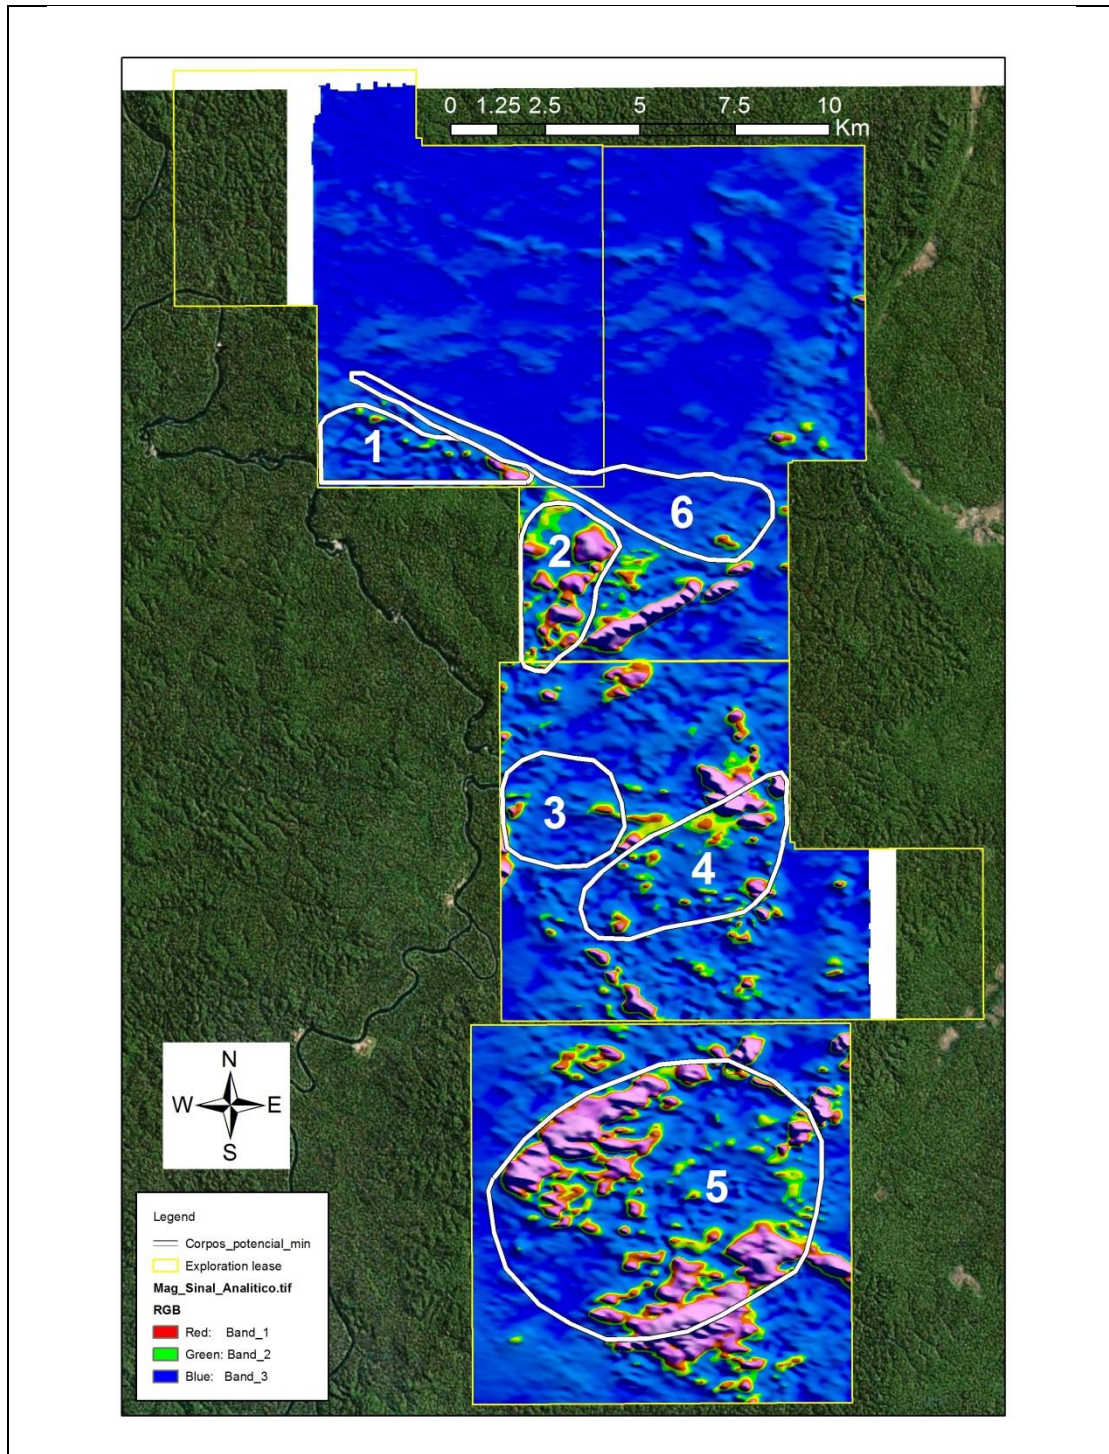 0 1.25 2.5 5 7.5 10
Km
1
6
2
3
4
5
N
W E
S
Legend
Corpos_potencial_min
Exploration lease
Mag_Sinal_Analitico.tif
RGB
Red: Band_1
Green: Band_2
Blue: Band_3